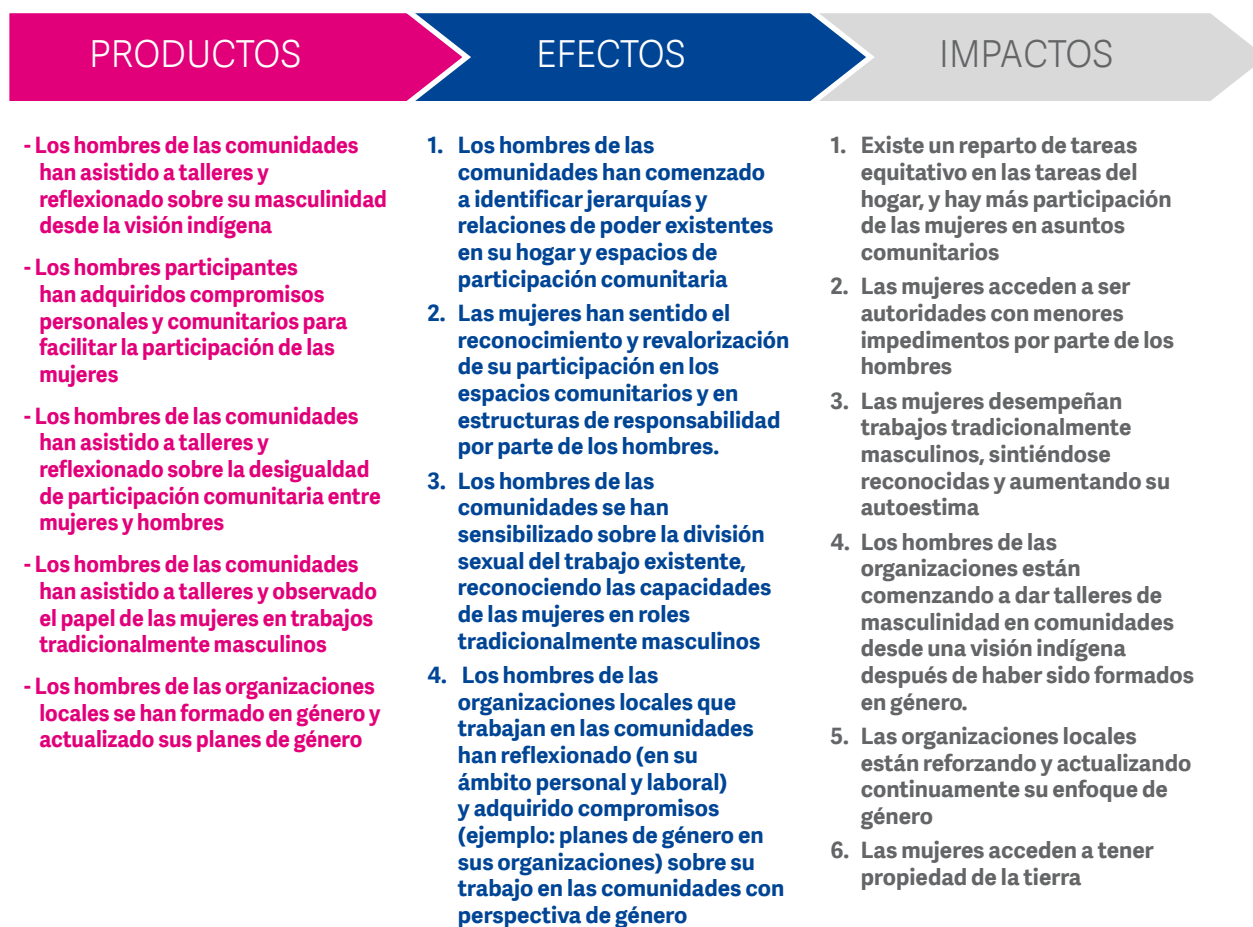 PRODUCTOS
EFECTOS
IMPACTOS
- Los hombres de las comunidades
han asistido a talleres y
reflexionado sobre su masculinidad
desde la visión indígena
- Los hombres participantes
han adquiridos compromisos
personales y comunitarios para
facilitar la participación de las
mujeres
- Los hombres de las comunidades
han asistido a talleres y
reflexionado sobre la desigualdad
de participación comunitaria entre
mujeres y hombres
- Los hombres de las comunidades
han asistido a talleres y observado
el papel de las mujeres en trabajos
tradicionalmente masculinos
- Los hombres de las organizaciones
locales se han formado en género y
actualizado sus planes de género
1. Los hombres de las
comunidades han comenzado
a identificar jerarquías y
relaciones de poder existentes
en su hogar y espacios de
participación comunitaria
2. Las mujeres han sentido el
reconocimiento y revalorización
de su participación en los
espacios comunitarios y en
estructuras de responsabilidad
por parte de los hombres.
3. Los hombres de las
comunidades se han
sensibilizado sobre la división
sexual del trabajo existente,
reconociendo las capacidades
de las mujeres en roles
tradicionalmente masculinos
4. Los hombres de las
organizaciones locales que
trabajan en las comunidades
han reflexionado (en su
ámbito personal y laboral)
y adquirido compromisos
(ejemplo: planes de género en
sus organizaciones) sobre su
trabajo en las comunidades con
perspectiva de género
1. Existe un reparto de tareas
equitativo en las tareas del
hogar, y hay más participación
de las mujeres en asuntos
comunitarios
2. Las mujeres acceden a ser
autoridades con menores
impedimentos por parte de los
hombres
3. Las mujeres desempeñan
trabajos tradicionalmente
masculinos, sintiéndose
reconocidas y aumentando su
autoestima
4. Los hombres de las
organizaciones están
comenzando a dar talleres de
masculinidad en comunidades
desde una visión indígena
después de haber sido formados
en género.
5. Las organizaciones locales
están reforzando y actualizando
continuamente su enfoque de
género
6. Las mujeres acceden a tener
propiedad de la tierra